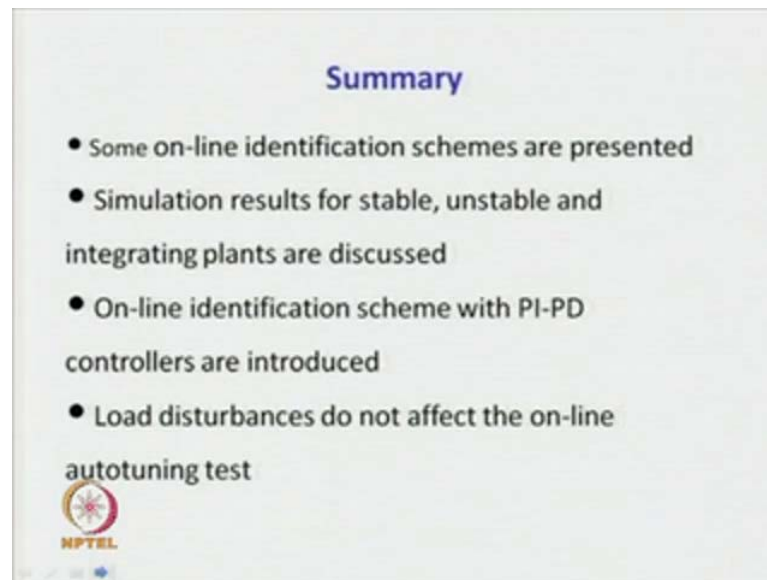 Summary
• Some on-line identification schemes are presented
• Simulation results for stable, unstable and
integrating plants are discussed
• On-line identification scheme with PI-PD
controllers are introduced
• Load disturbances do not affect the on-line
autotuning test
NPTEL